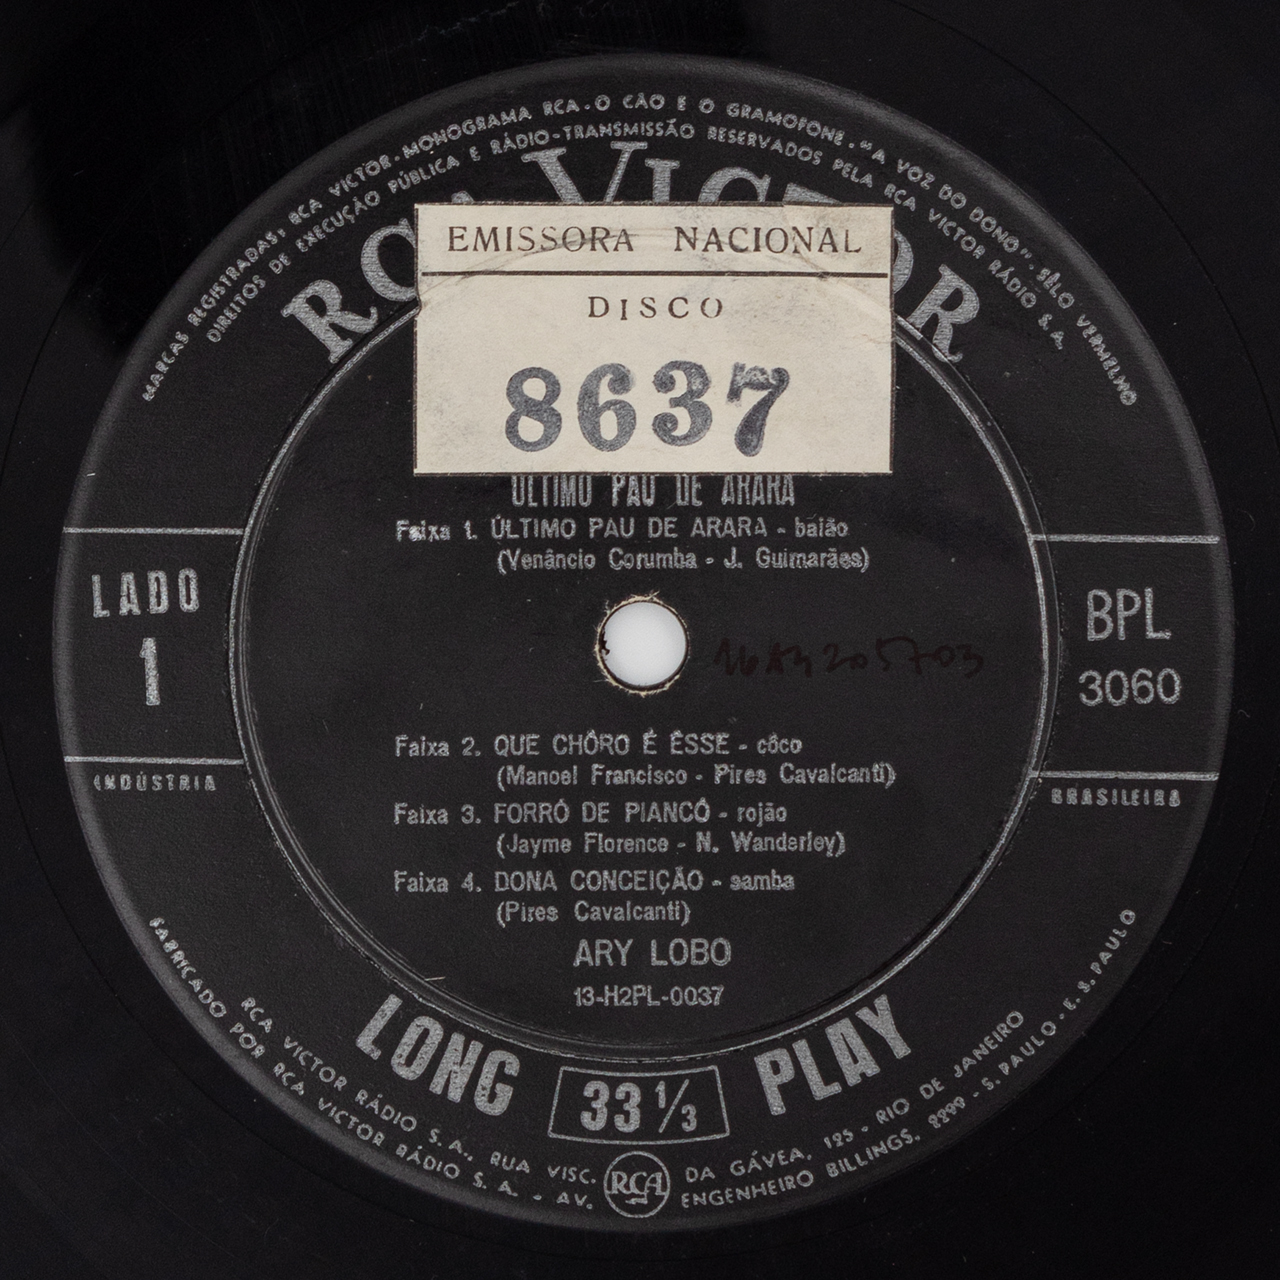 MARCAS REGISTRADAS; RCA VICTOR-MONOGRAMA RCA-O CÃO E O GRAMOFONE-"A VOZ DO DONO". SÊLO VERMELHO
DIREITOS DE EXECUÇÃO PÚBLICA E RÁDIO-TRANSMISSÃO RESERVADOS PELA RCA VICTOR RÁDIO S.A.
RCA VICTOR
EMISSORA NACIONAL
DISCO
8637
ÚLTIMO PAU DE ARARA
Faixa 1. ÚLTIMO PAU DE ARARA - baião
(Venâncio Corumba - J. Guimarães)
LADO
1
BPL
3060
INDÚSTRIA
BRASILEIRA
Faixa 2. QUE CHÔRO É ÊSSE - côco
(Manoel Francisco - Pires Cavalcanti)
Faixa 3. FORRÓ DE PIANCÓ - rojão
(Jayme Florence - N. Wanderley)
Faixa 4. DONA CONCEIÇÃO - samba
(Pires Cavalcanti)
ARY LOBO
13-H2PL-0037
LONG 33 1/3 PLAY
RCA VICTOR RÁDIO S.A., RUA VISC. DA GÁVEA, 125 - RIO DE JANEIRO
FABRICADO POR RCA VICTOR RÁDIO S.A. - AV. ENGENHEIRO BILLINGS, 2299 - S. PAULO - E. S. PAULO
RCA